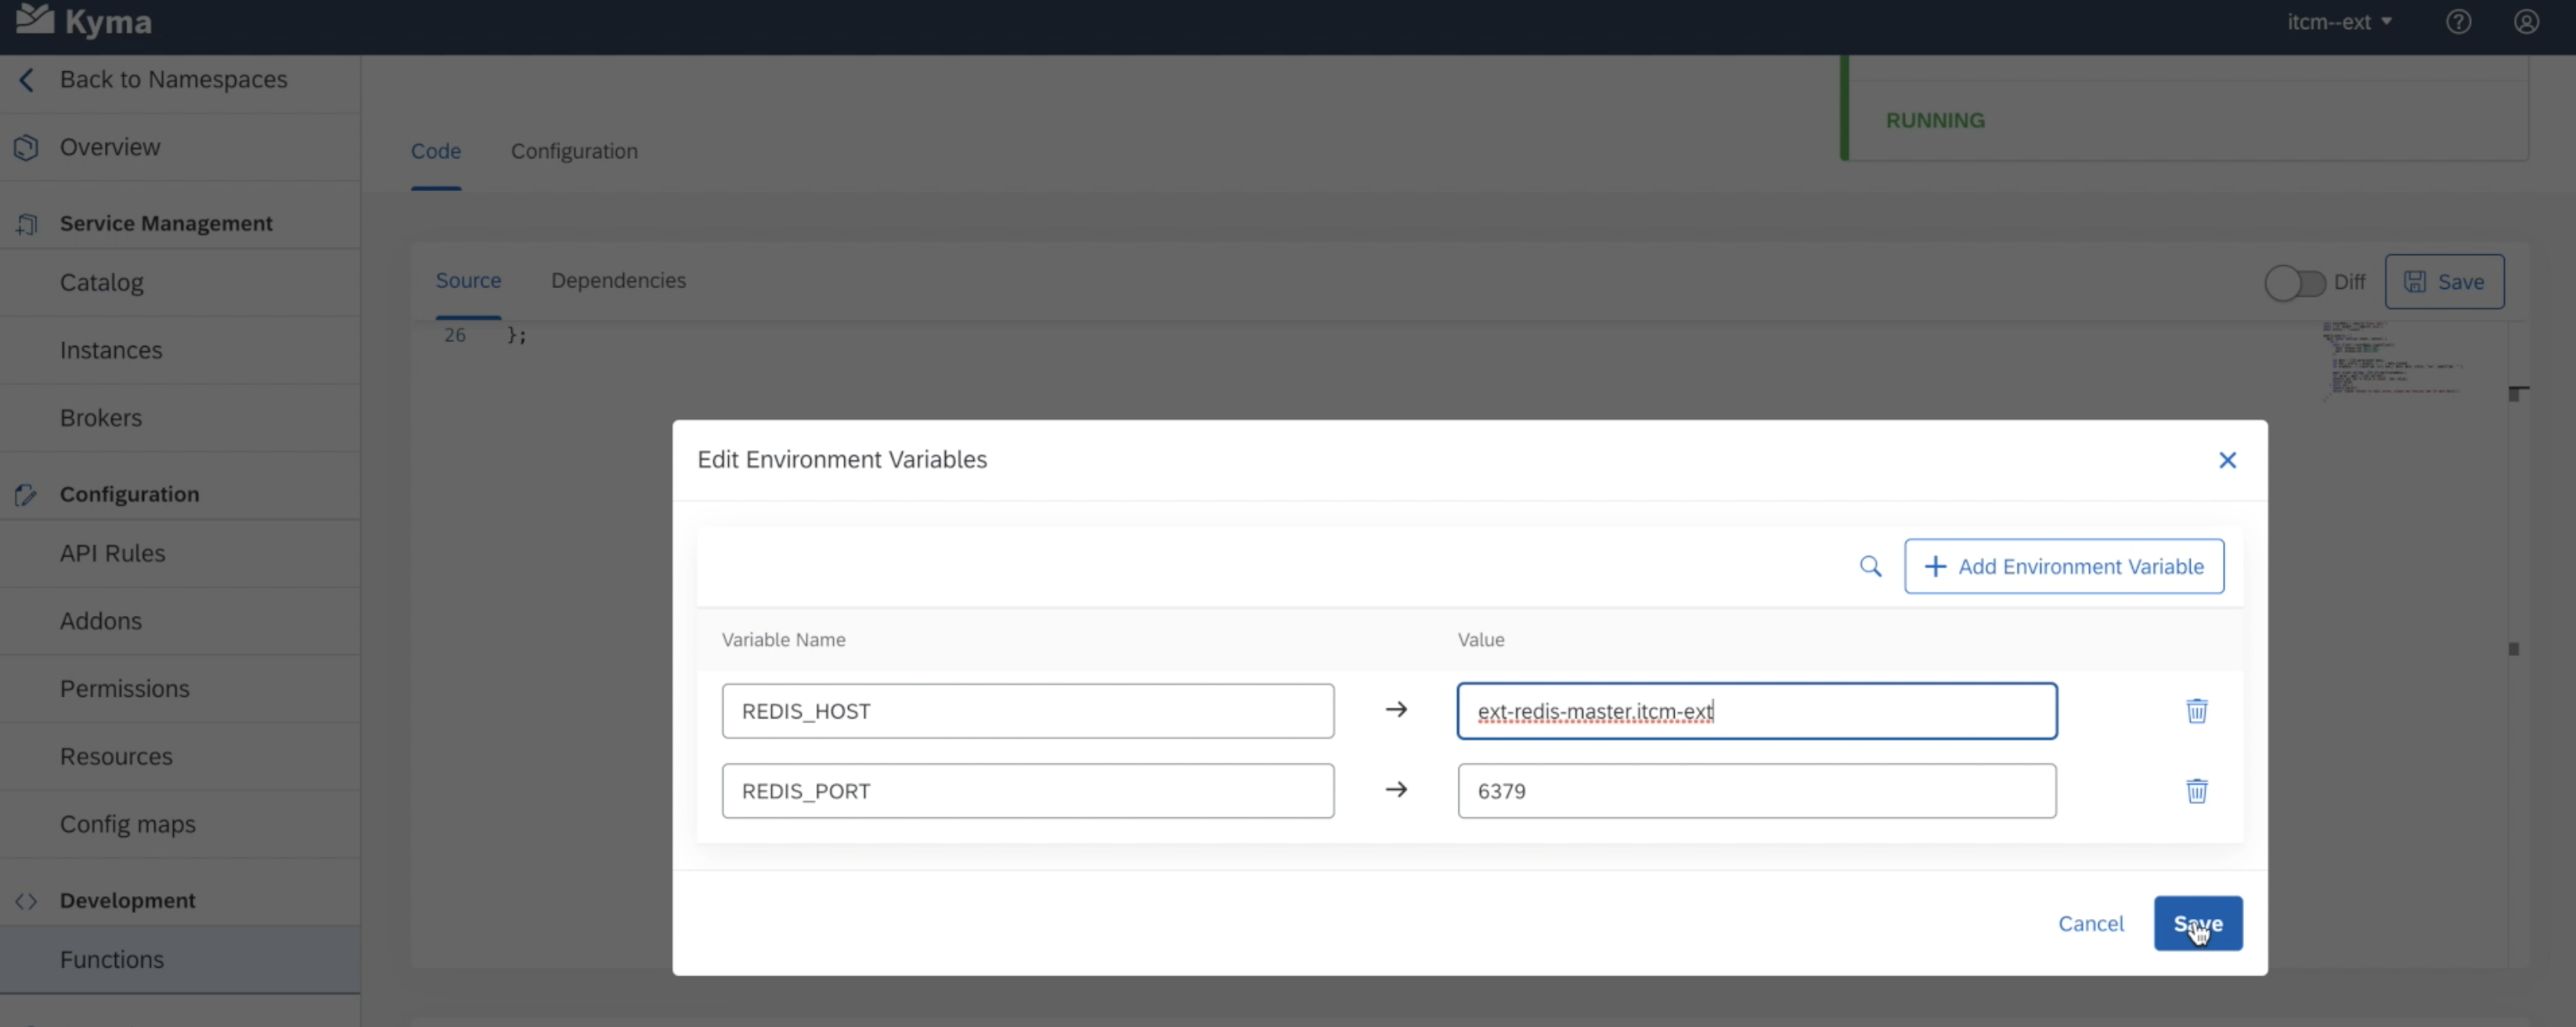 Kyma
itcm--ext
Back to Namespaces
Overview
Service Management
Catalog
Instances
Brokers
Configuration
API Rules
Addons
Permissions
Resources
Config maps
Development
Functions
RUNNING
Code Configuration
Source Dependencies
Diff Save
26 };
Edit Environment Variables
Add Environment Variable
Variable Name Value
REDIS_HOST → ext-redis-master.itcm-ext
REDIS_PORT → 6379
Cancel Save